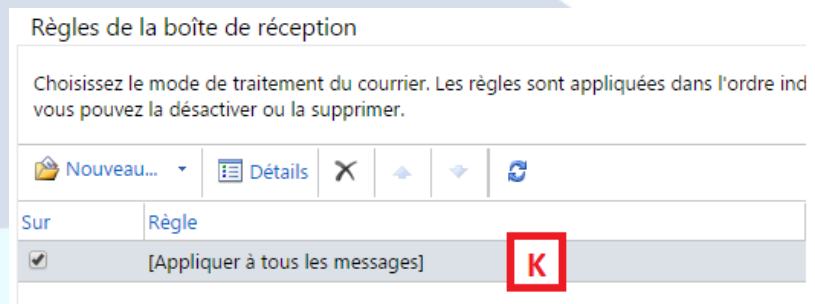 Règles de la boîte de réception
Choisissez le mode de traitement du courrier. Les règles sont appliquées dans l'ordre ind
vous pouvez la désactiver ou la supprimer.
Nouveau... Détails
Sur Règle
[Appliquer à tous les messages] K